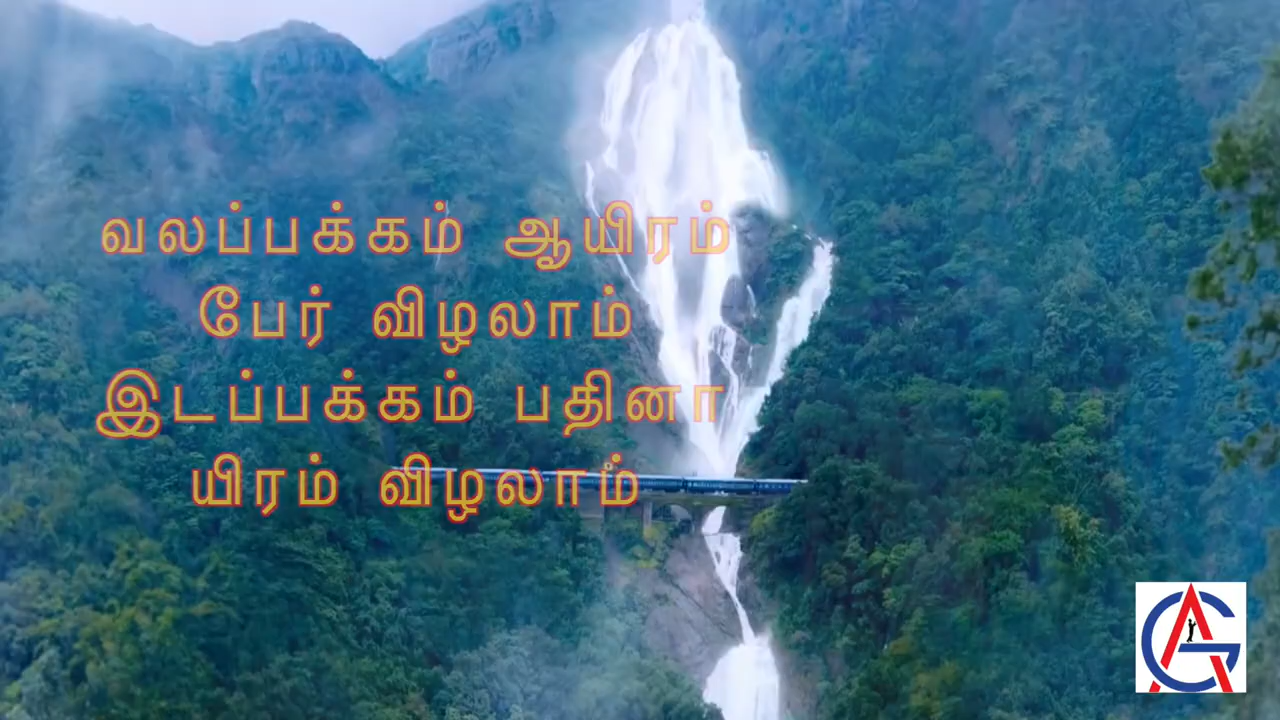 வலப்பக்கம் ஆயிரம்
பேர் விழலாம்
இடப்பக்கம் பதினா
யிரம் விழலாம்